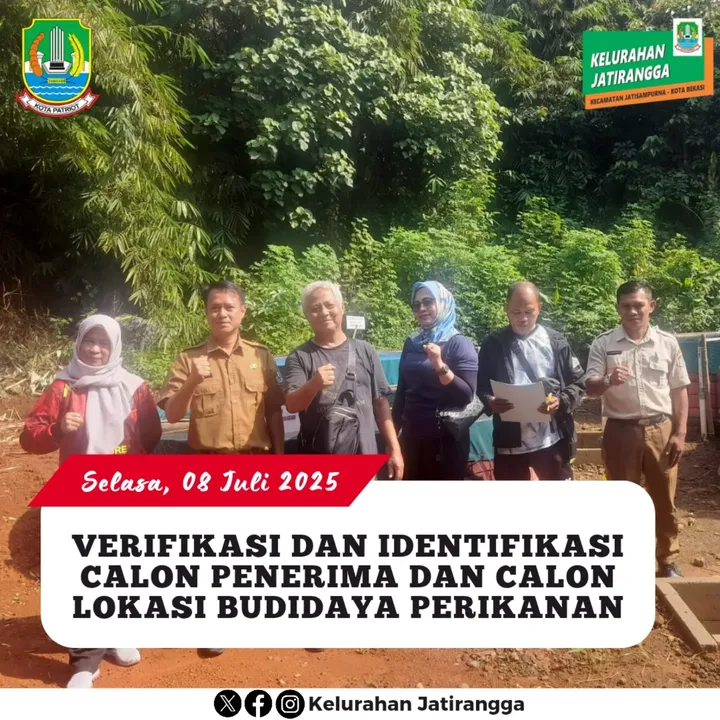 KOTA PATRIOT
KELURAHAN
JATIRANGGA
KECAMATAN JATISAMPURNA - KOTA BEKASI
Selasa, 08 Juli 2025
VERIFIKASI DAN IDENTIFIKASI
CALON PENERIMA DAN CALON
LOKASI BUDIDAYA PERIKANAN
Kelurahan Jatirangga